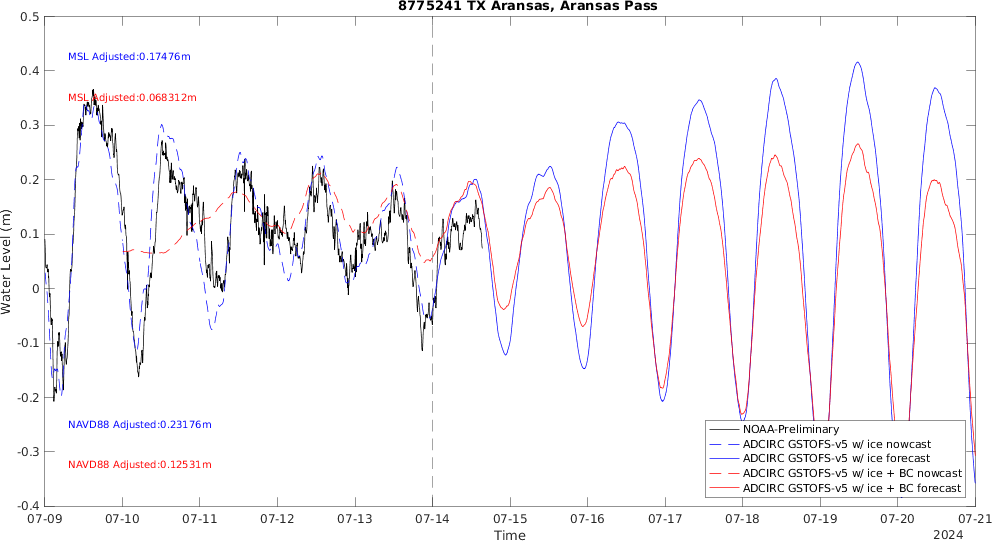 8775241 TX Aransas, Aransas Pass
0.5
0.4
0.3
0.2
0.1
0
-0.1
-0.2
-0.3
-0.4
Water Level (m)
MSL Adjusted:0.17476m
MSL Adjusted:0.068312m
NAVD88 Adjusted:0.23176m
NAVD88 Adjusted:0.12531m
NOAA-Preliminary
ADCIRC GSTOFS-v5 w/ ice nowcast
ADCIRC GSTOFS-v5 w/ ice forecast
ADCIRC GSTOFS-v5 w/ ice + BC nowcast
ADCIRC GSTOFS-v5 w/ ice + BC forecast
07-09 07-10 07-11 07-12 07-13 07-14 07-15 07-16 07-17 07-18 07-19 07-20 07-21
Time
2024